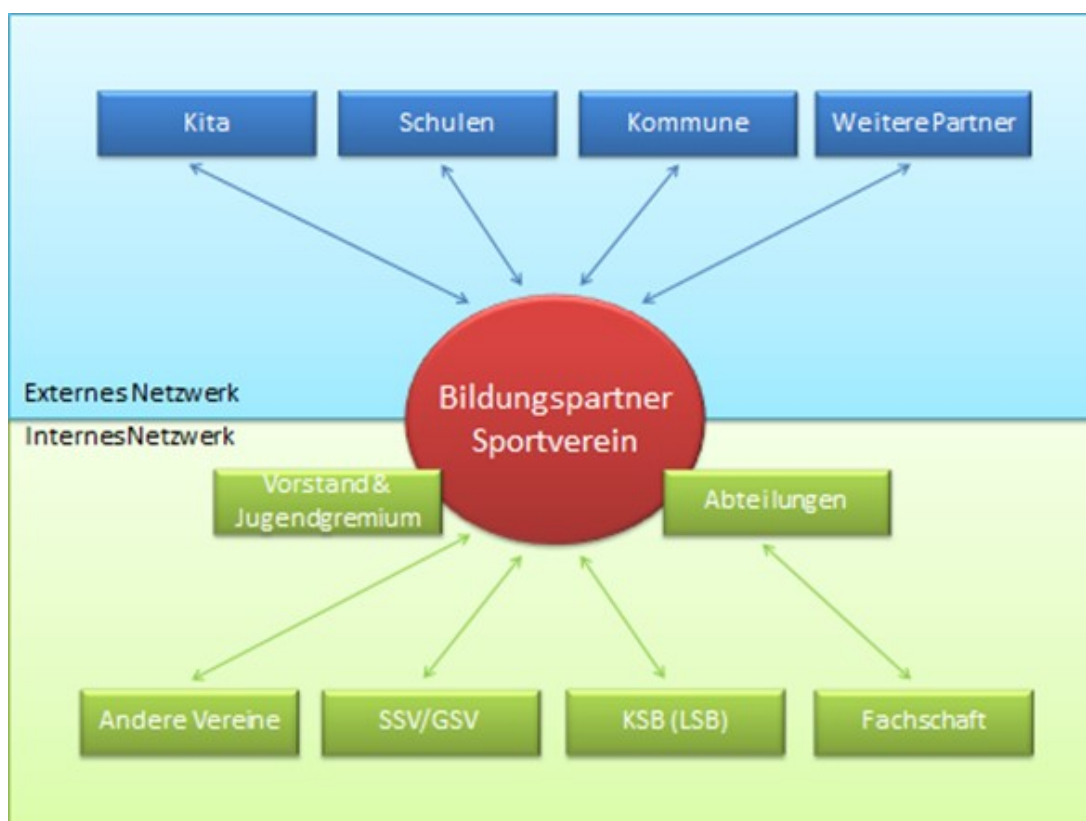 Kita
Schulen
Kommune
Weitere Partner
Externes Netzwerk
Bildungspartner
Sportverein
Internes Netzwerk
Vorstand &
Jugendgremium
Abteilungen
Andere Vereine
SSV/GSV
KSB (LSB)
Fachschaft